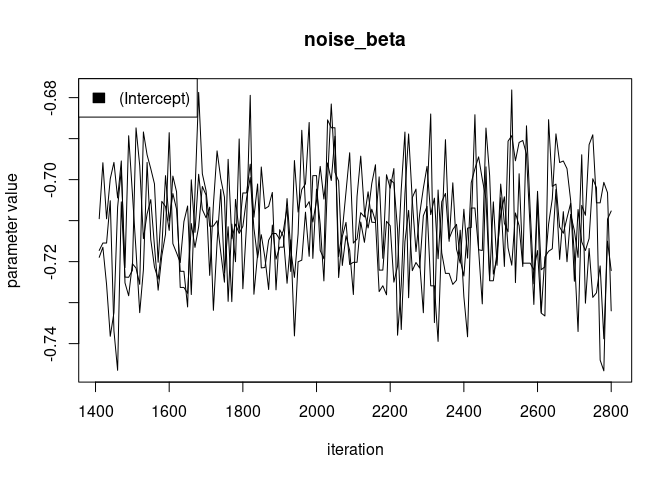 noise_beta
(Intercept)
-0.68
-0.70
-0.72
-0.74
parameter value
1400 1600 1800 2000 2200 2400 2600 2800
iteration